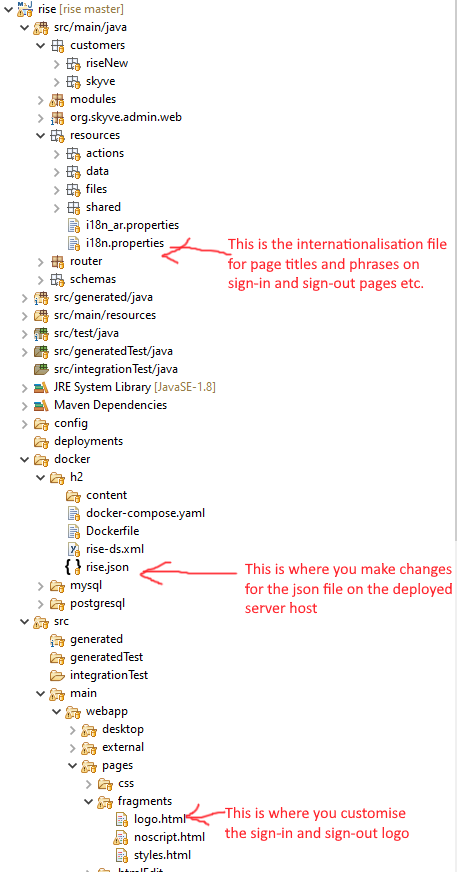 rise [rise master]
src/main/java
customers
riseNew
skyve
modules
org.skyve.admin.web
resources
actions
data
files
shared
i18n_ar.properties
i18n.properties
This is the internationalisation file
for page titles and phrases on
sign-in and sign-out pages etc.
router
schemas
src/generated/java
src/main/resources
src/test/java
src/generatedTest/java
src/integrationTest/java
JRE System Library [JavaSE-1.8]
Maven Dependencies
config
deployments
docker
h2
content
docker-compose.yaml
Dockerfile
rise-ds.xml
rise.json
This is where you make changes
for the json file on the deployed
server host
mysql
postgresql
src
generated
generatedTest
integrationTest
main
webapp
desktop
external
pages
css
fragments
logo.html
noscript.html
styles.html
This is where you customise
the sign-in and sign-out logo